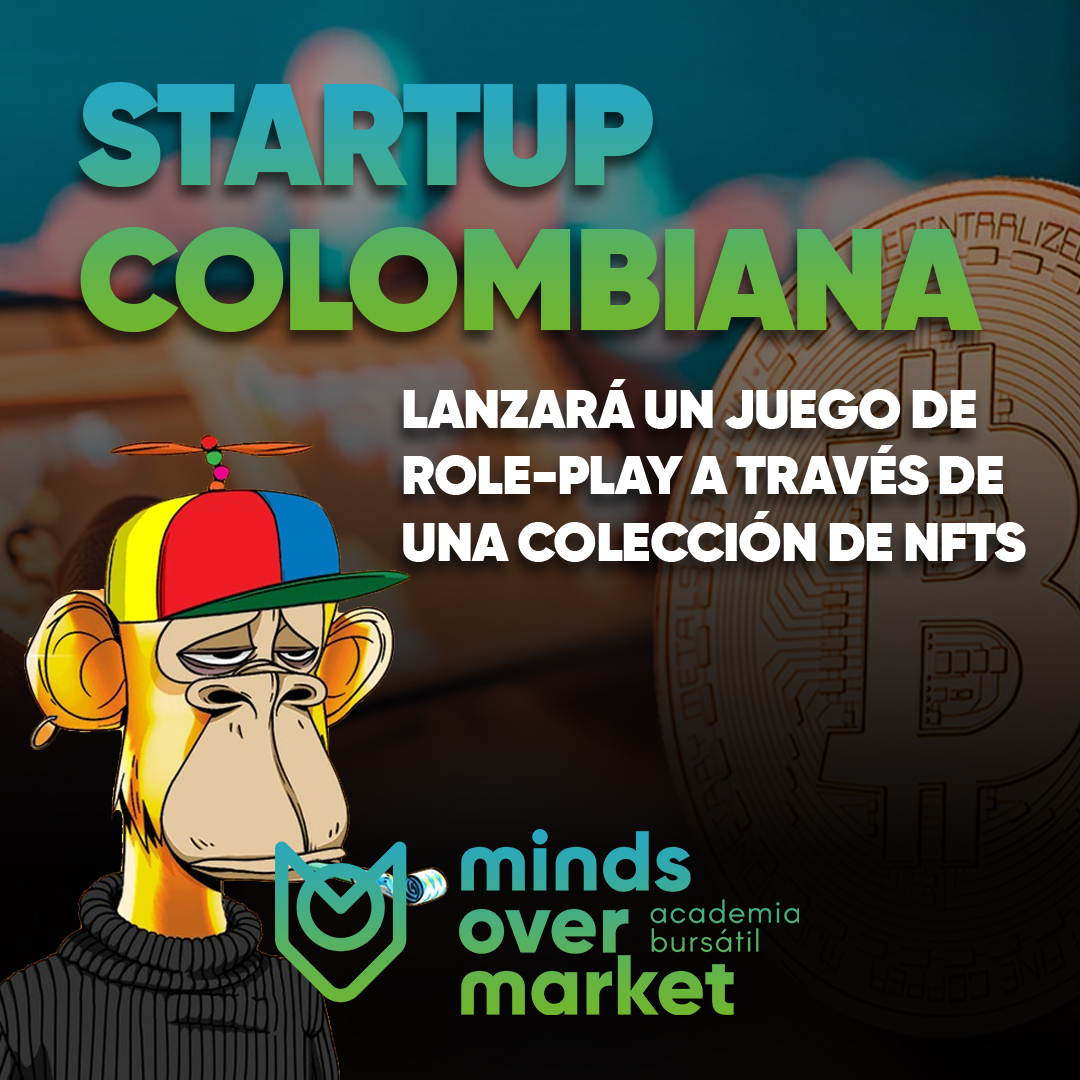 STARTUP
COLOMBIANA
LANZARÁ UN JUEGO DE
ROLE-PLAY A TRAVÉS DE
UNA COLECCIÓN DE NFTS
DECENTRALIZED
minds
over
market
academia
bursátil